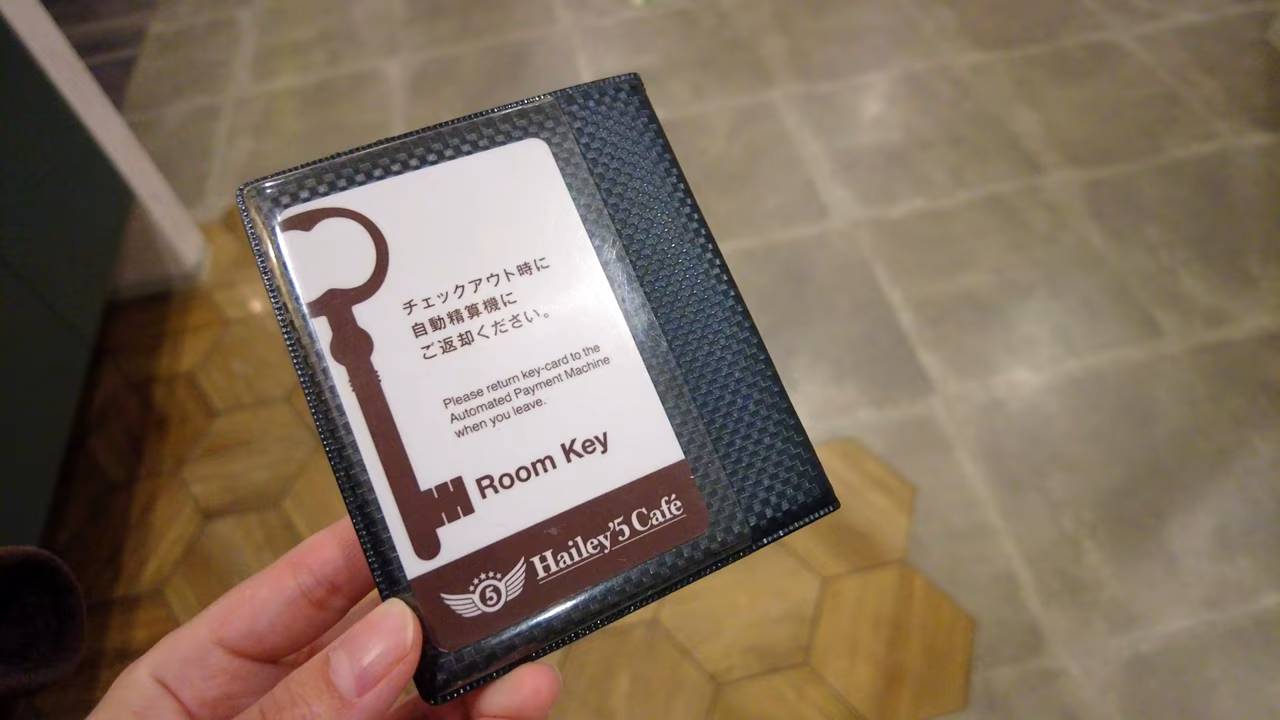 チェックアウト時に
自動精算機に
ご返却ください。
Please return key-card to the
Automated Payment Machine
when you leave.
Room Key
5
Hailey'5 Café